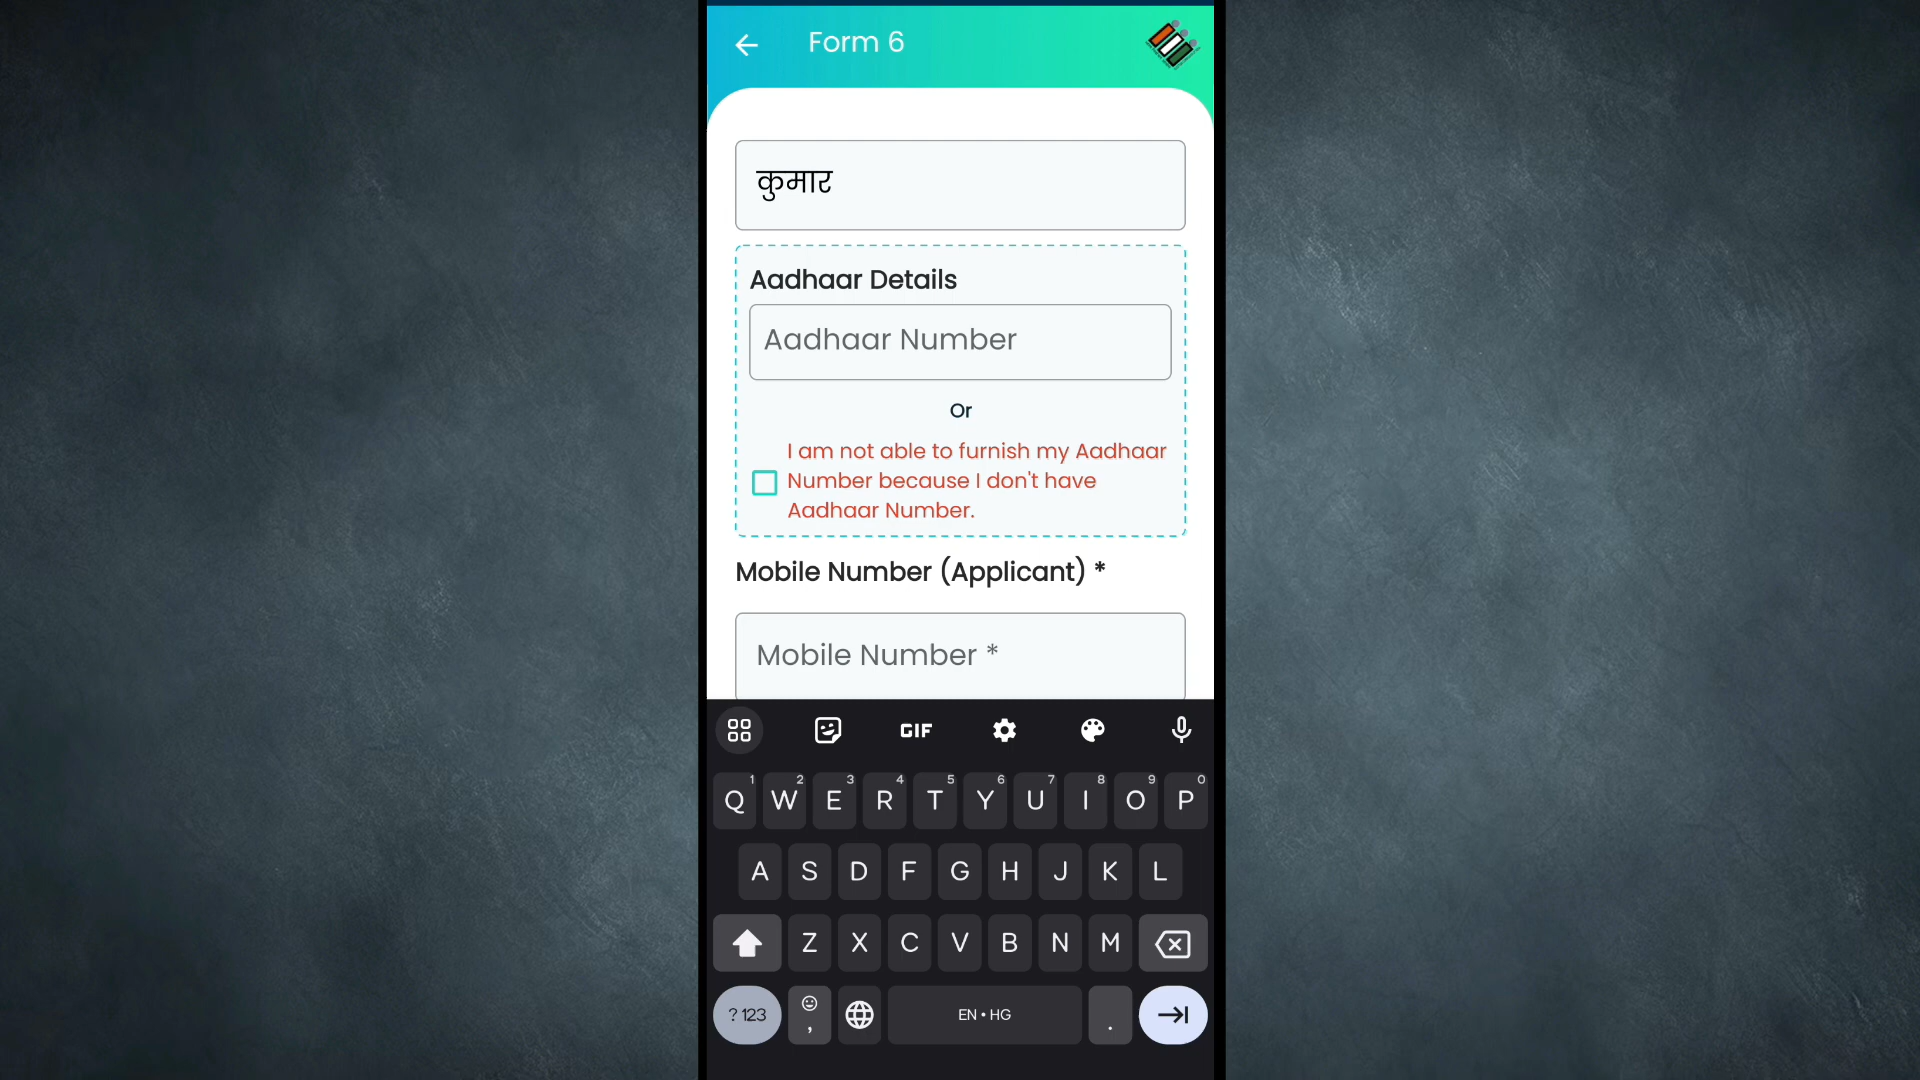 Form 6
कुमार
Aadhaar Details
Aadhaar Number
Or
I am not able to furnish my Aadhaar
Number because I don't have
Aadhaar Number.
Mobile Number (Applicant) *
Mobile Number *
GIF
1 2 3 4 5 6 7 8 9 0
Q W E R T Y U I O P
A S D F G H J K L
Z X C V B N M
?123 , EN • HG .